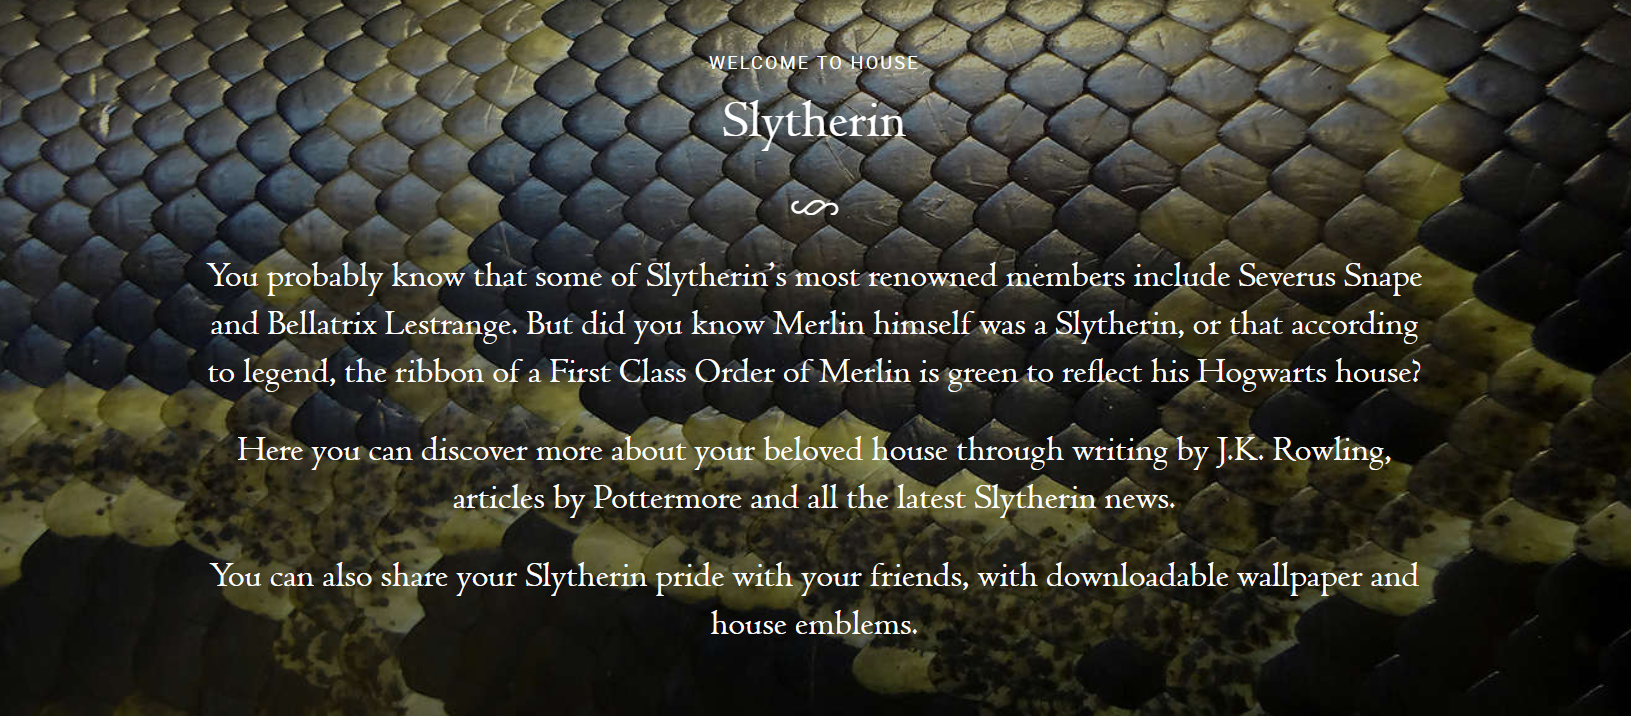 WELCOME TO HOUSE
Slytherin
You probably know that some of Slytherin’s most renowned members include Severus Snape
and Bellatrix Lestrange. But did you know Merlin himself was a Slytherin, or that according
to legend, the ribbon of a First Class Order of Merlin is green to reflect his Hogwarts house?
Here you can discover more about your beloved house through writing by J.K. Rowling,
articles by Pottermore and all the latest Slytherin news.
You can also share your Slytherin pride with your friends, with downloadable wallpaper and
house emblems.